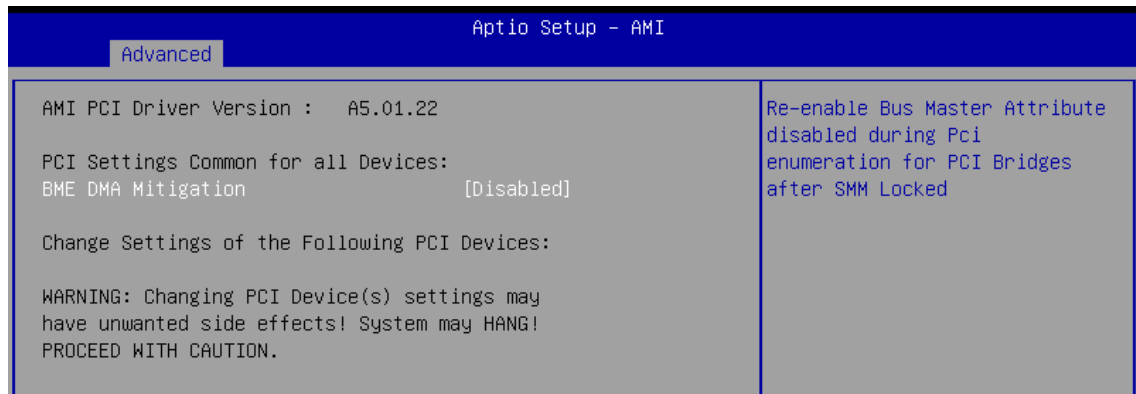 Aptio Setup – AMI
Advanced
AMI PCI Driver Version : A5.01.22
PCI Settings Common for all Devices:
BME DMA Mitigation [Disabled]
Change Settings of the Following PCI Devices:
WARNING: Changing PCI Device(s) settings may
have unwanted side effects! System may HANG!
PROCEED WITH CAUTION.
Re-enable Bus Master Attribute
disabled during Pci
enumeration for PCI Bridges
after SMM Locked